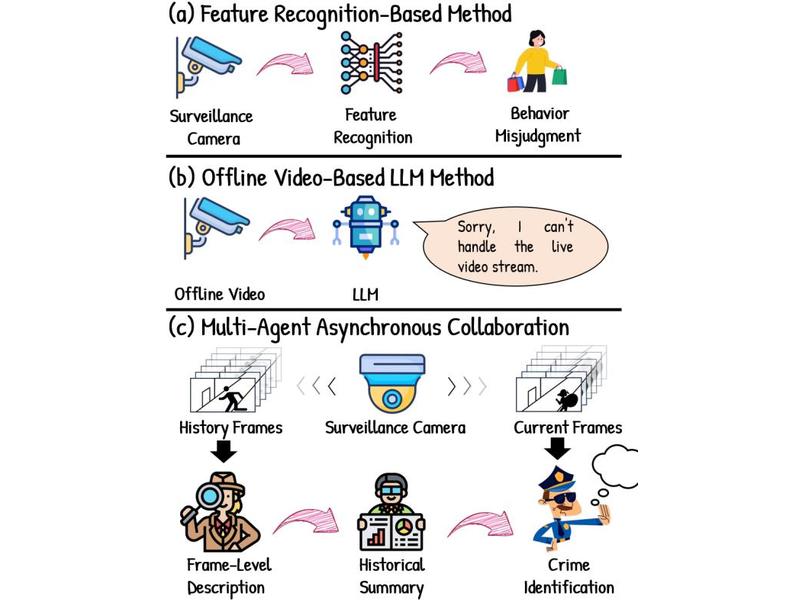 (a) Feature Recognition-Based Method
Surveillance
Camera
Feature
Recognition
Behavior
Misjudgment
(b) Offline Video-Based LLM Method
Sorry, I can't
handle the live
video stream.
Offline Video
LLM
(c) Multi-Agent Asynchronous Collaboration
History Frames
Surveillance Camera
Current Frames
Frame-Level
Description
Historical
Summary
Crime
Identification